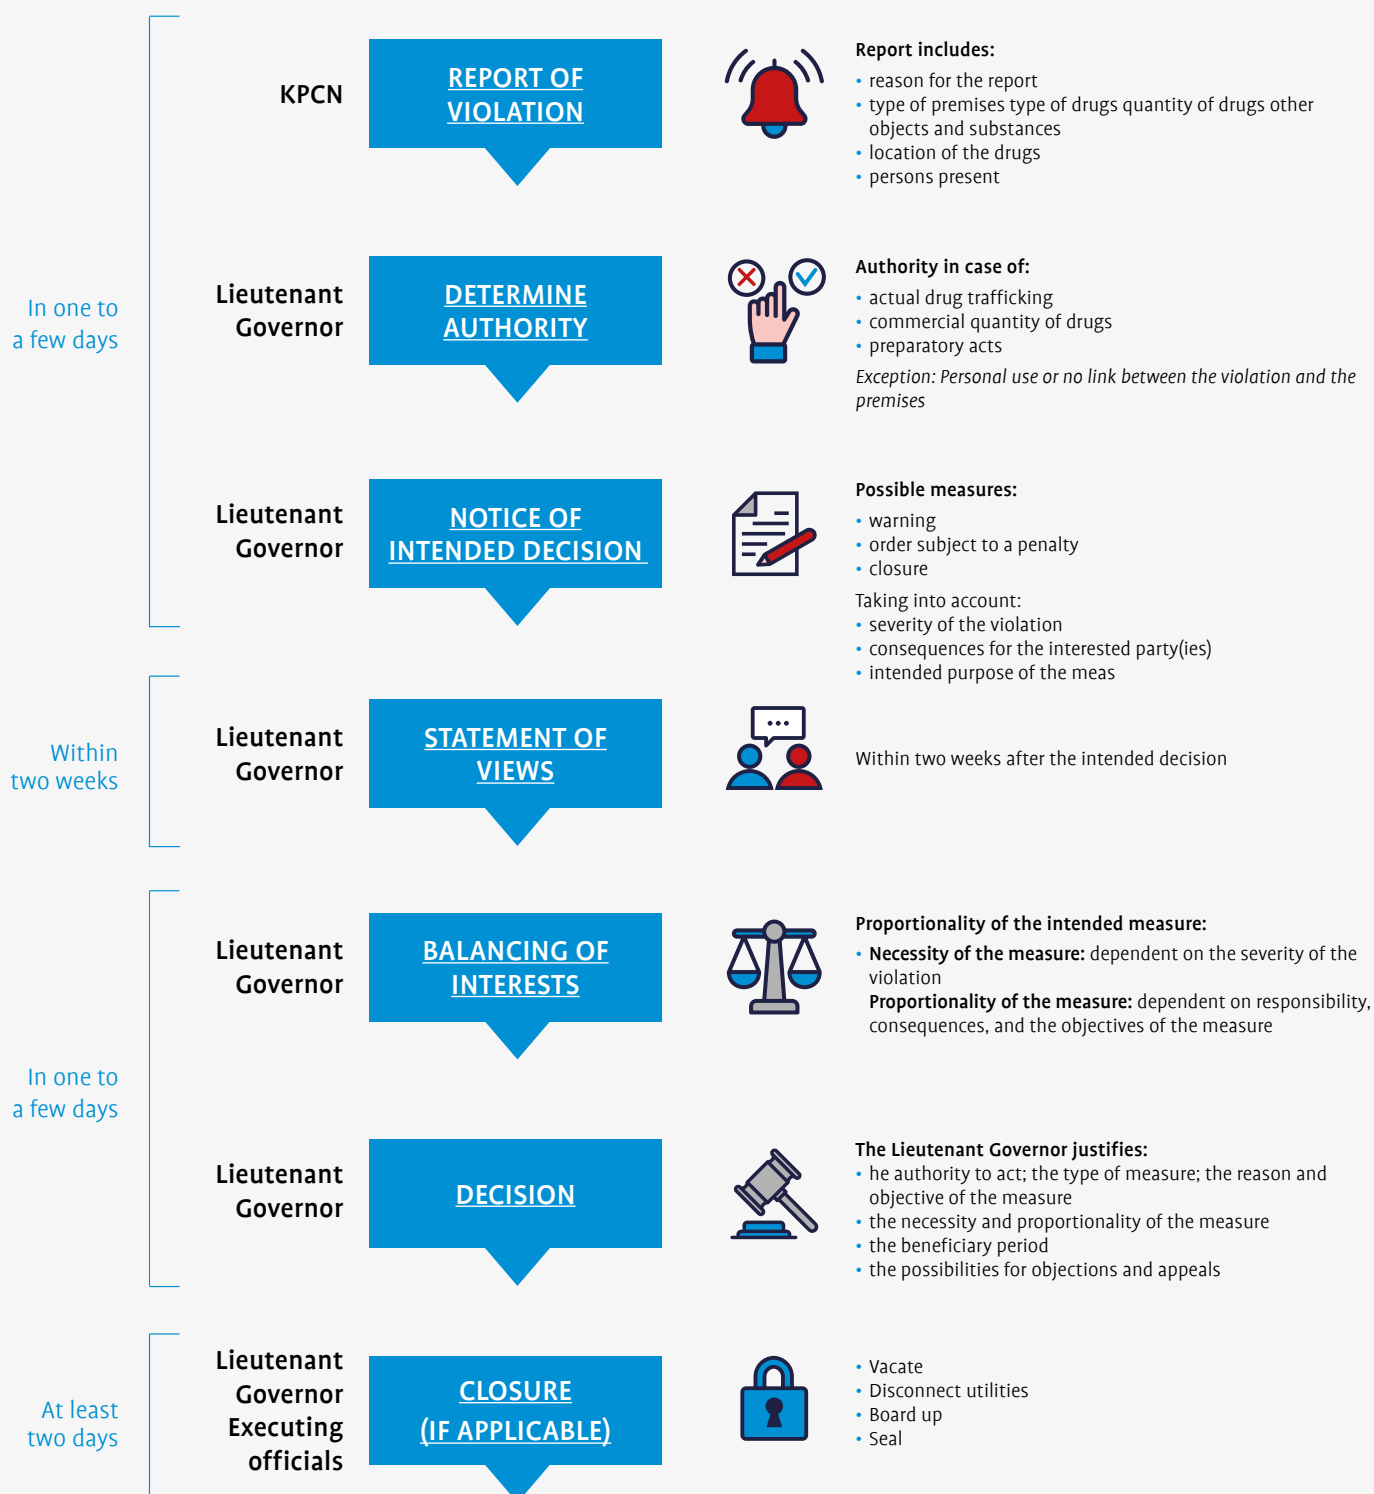 KPCN
REPORT OF
VIOLATION
Report includes:
• reason for the report
• type of premises type of drugs quantity of drugs other
objects and substances
• location of the drugs
• persons present
In one to
a few days
Lieutenant
Governor
DETERMINE
AUTHORITY
Authority in case of:
• actual drug trafficking
• commercial quantity of drugs
• preparatory acts
Exception: Personal use or no link between the violation and the
premises
Lieutenant
Governor
NOTICE OF
INTENDED DECISION
Possible measures:
• warning
• order subject to a penalty
• closure
Taking into account:
• severity of the violation
• consequences for the interested party(ies)
• intended purpose of the meas
Within
two weeks
Lieutenant
Governor
STATEMENT OF
VIEWS
Within two weeks after the intended decision
In one to
a few days
Lieutenant
Governor
BALANCING OF
INTERESTS
Proportionality of the intended measure:
• Necessity of the measure: dependent on the severity of the
violation
Proportionality of the measure: dependent on responsibility,
consequences, and the objectives of the measure
Lieutenant
Governor
DECISION
The Lieutenant Governor justifies:
• he authority to act; the type of measure; the reason and
objective of the measure
• the necessity and proportionality of the measure
• the beneficiary period
• the possibilities for objections and appeals
At least
two days
Lieutenant
Governor
Executing
officials
CLOSURE
(IF APPLICABLE)
• Vacate
• Disconnect utilities
• Board up
• Seal